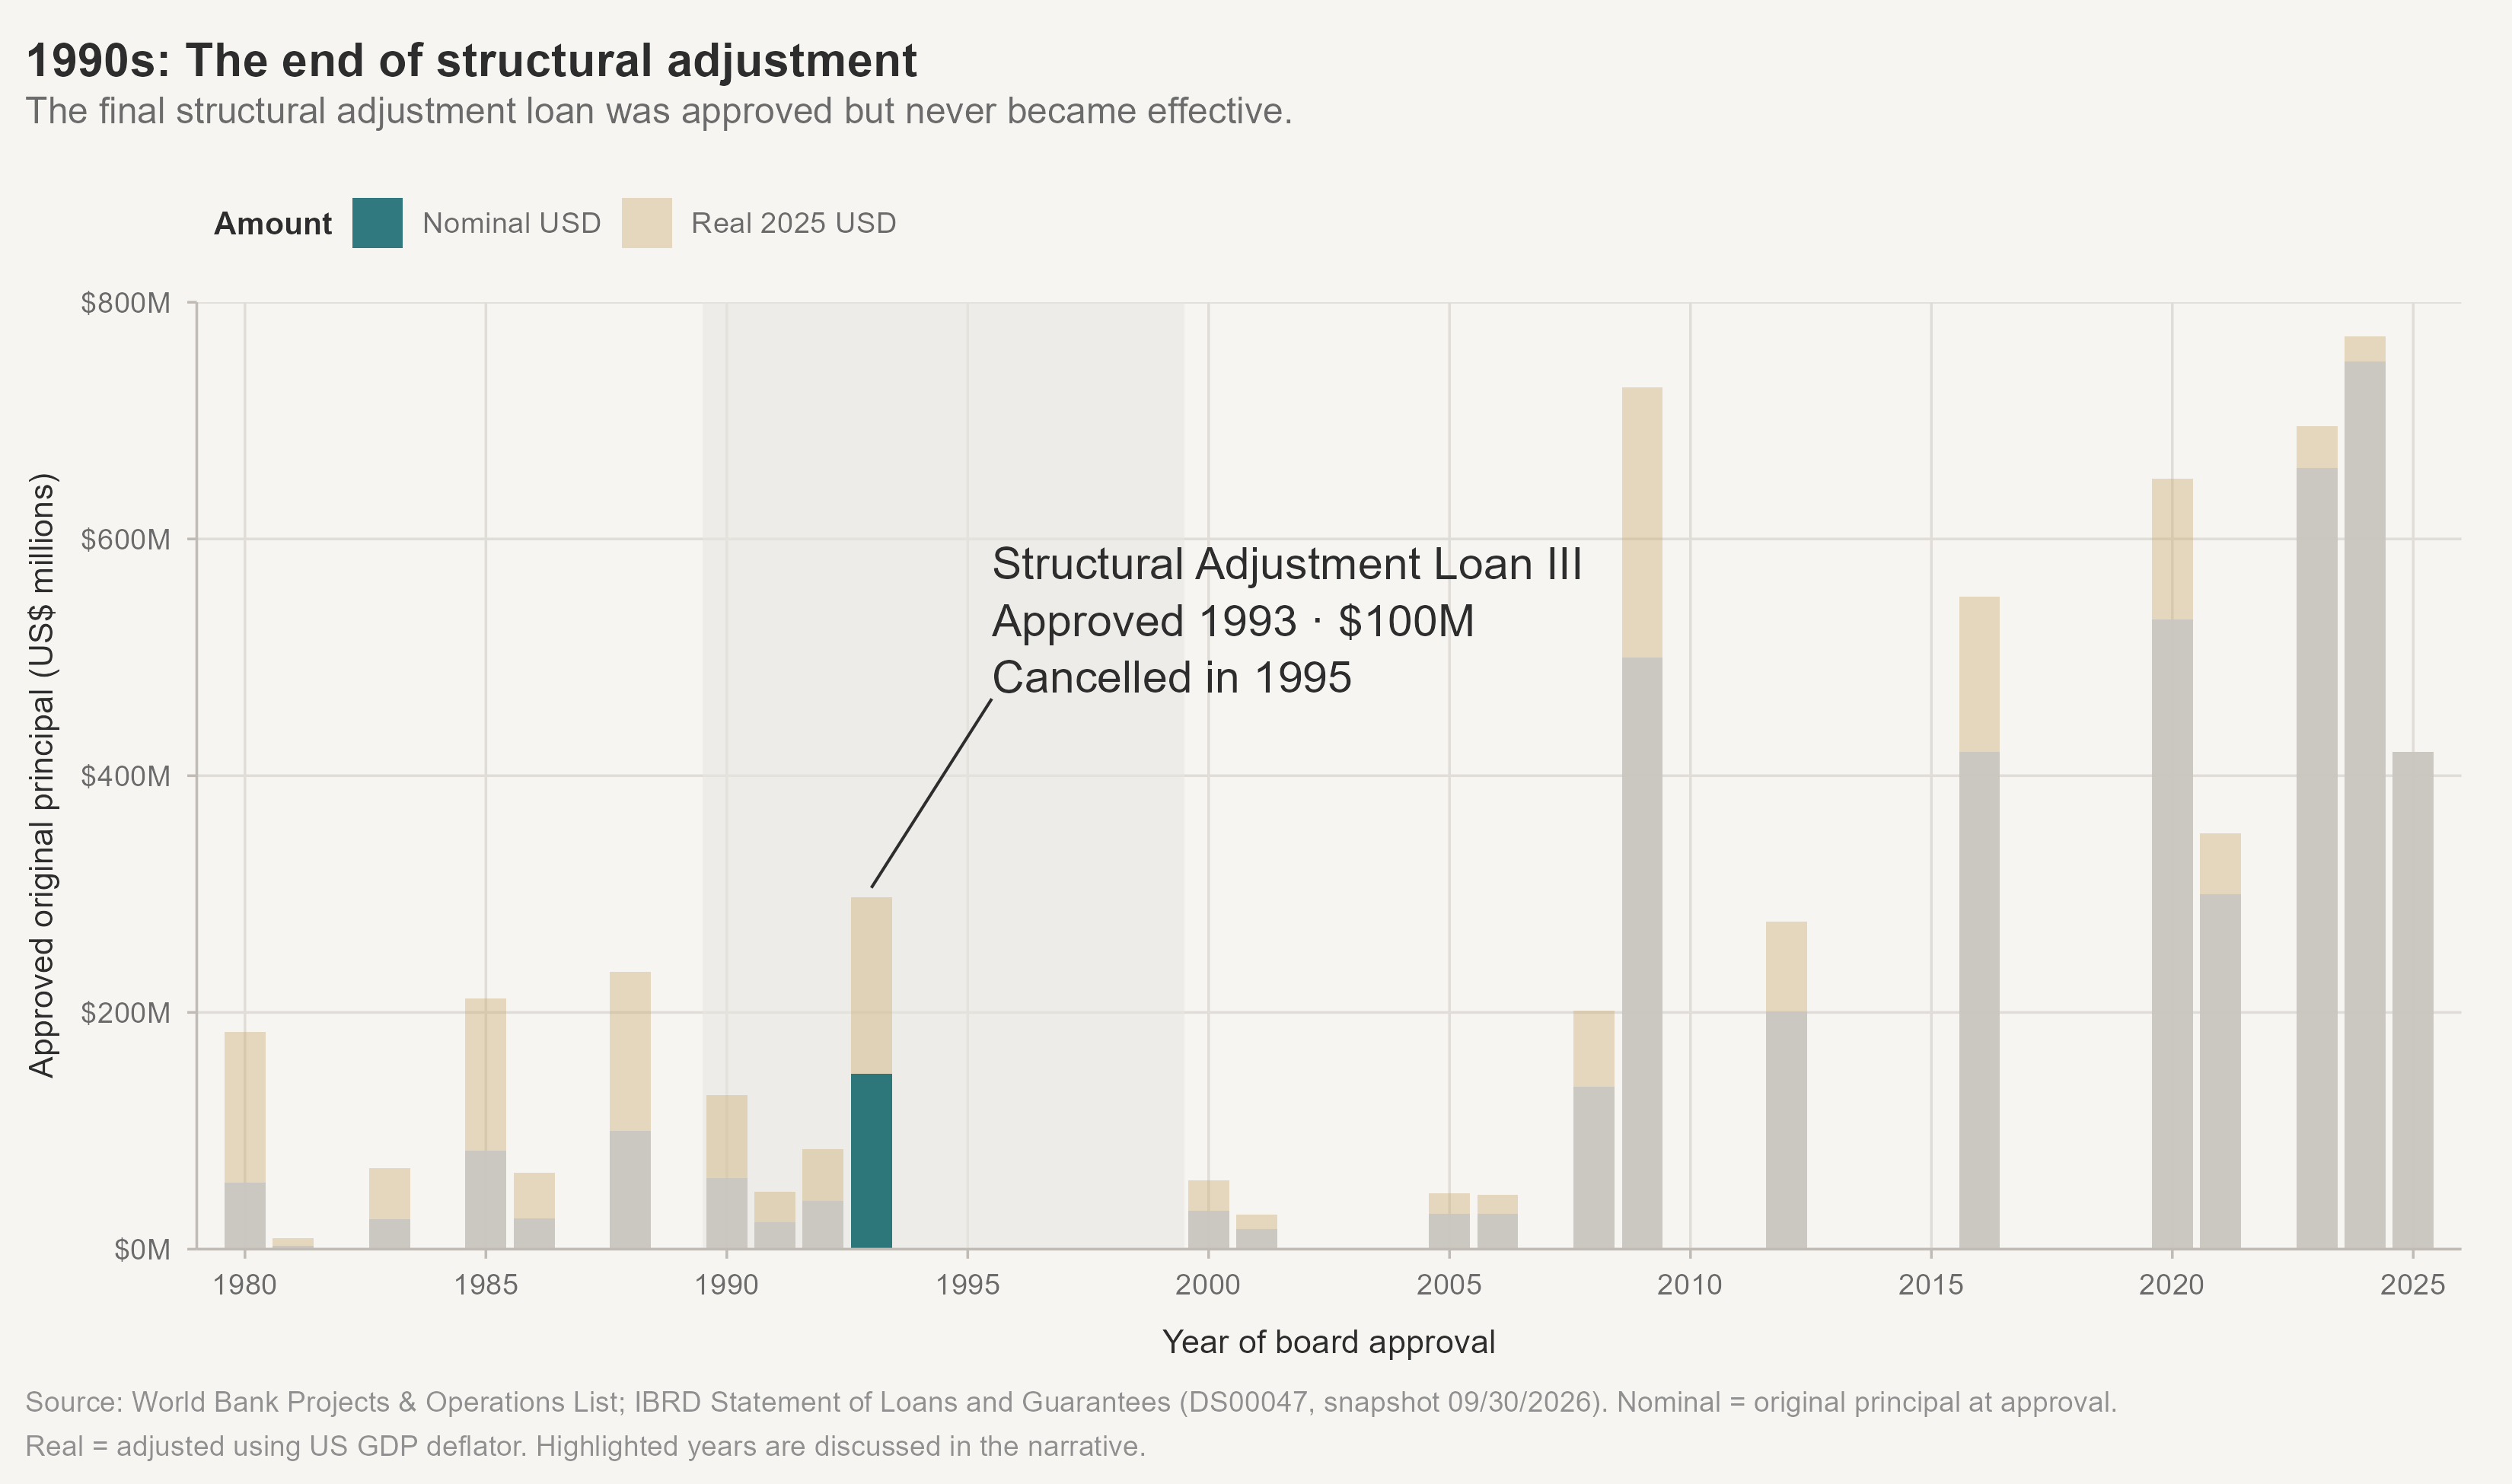 1990s: The end of structural adjustment
The final structural adjustment loan was approved but never became effective.
Amount Nominal USD Real 2025 USD
Approved original principal (US$ millions)
$800M
$600M
$400M
$200M
$0M
Structural Adjustment Loan III
Approved 1993 · $100M
Cancelled in 1995
1980 1985 1990 1995 2000 2005 2010 2015 2020 2025
Year of board approval
Source: World Bank Projects & Operations List; IBRD Statement of Loans and Guarantees (DS00047, snapshot 09/30/2026). Nominal = original principal at approval.
Real = adjusted using US GDP deflator. Highlighted years are discussed in the narrative.